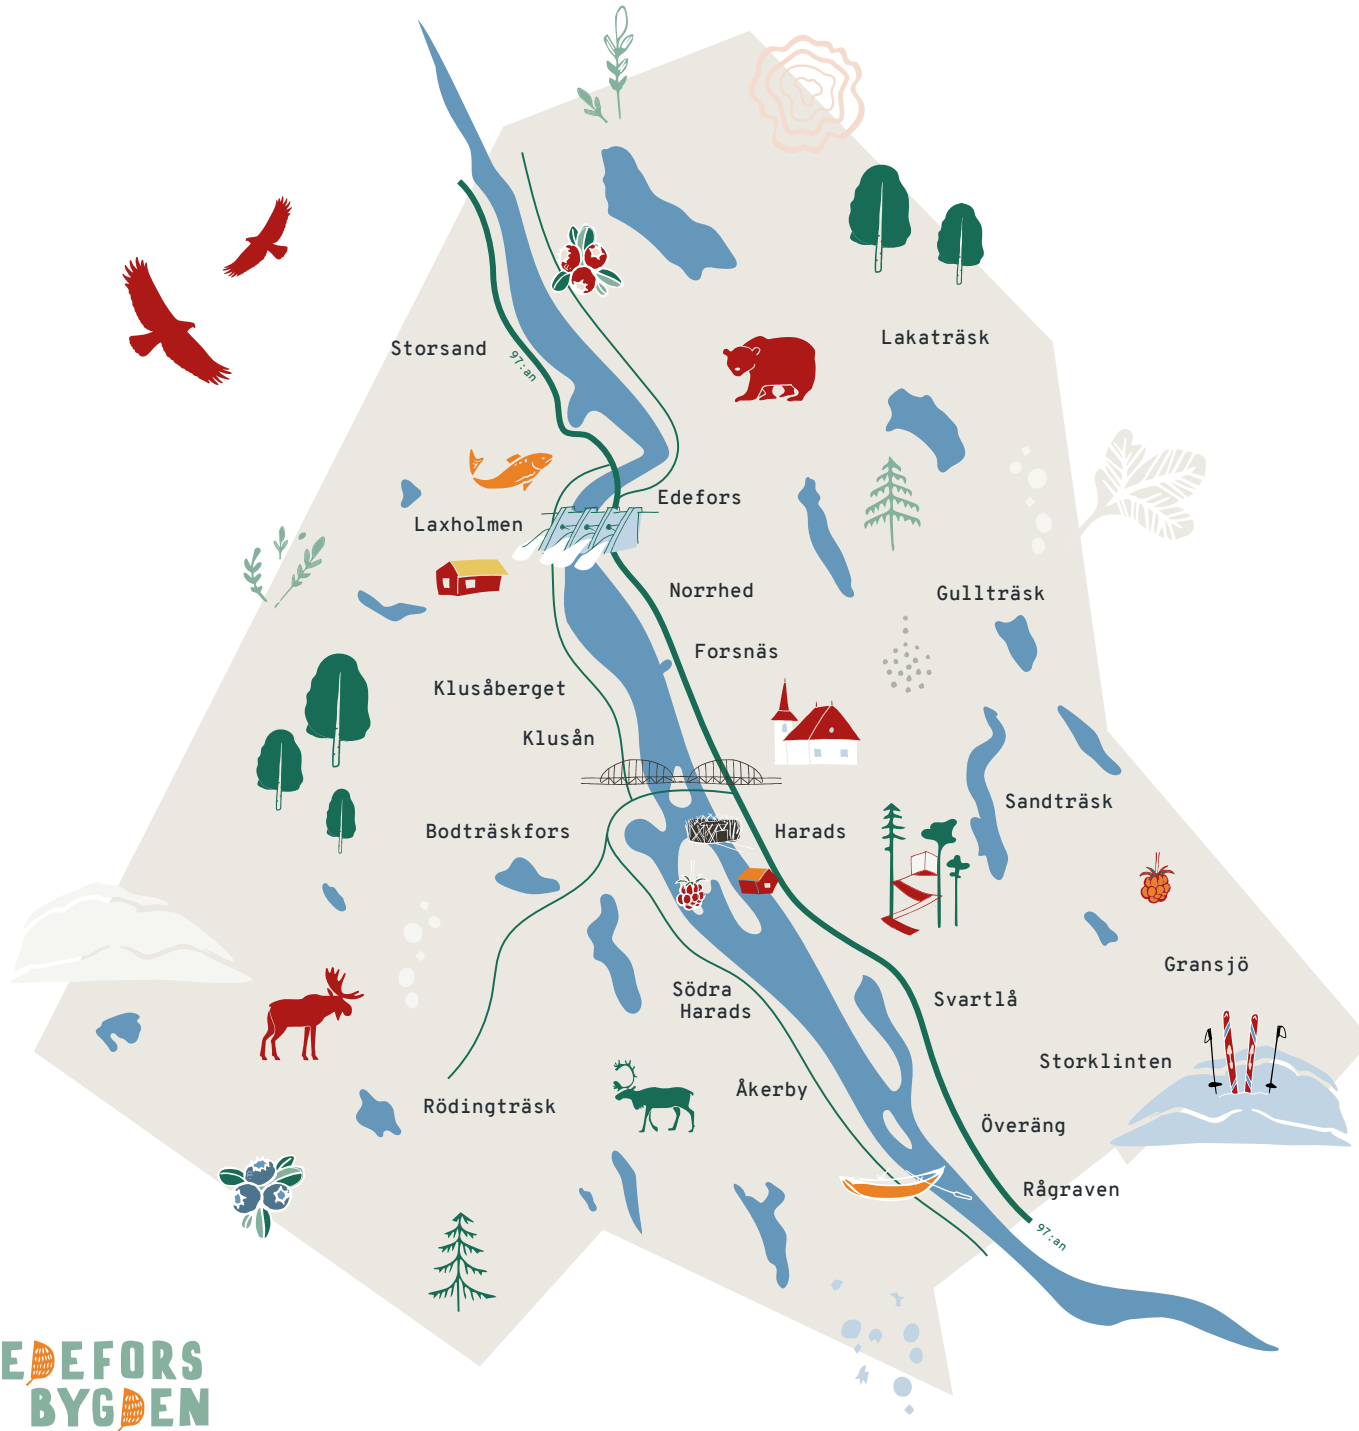 Lakaträsk
Storsand
97:an
Edefors
Laxholmen
Norrhed
Gullträsk
Forsnäs
Klusåberget
Klusån
Sandträsk
Bodträskfors
Harads
Gransjö
Södra
Harads
Svartlå
Storklinten
Åkerby
Rödingträsk
Överäng
Rågraven
97:an
EDEFORS
BYGDEN